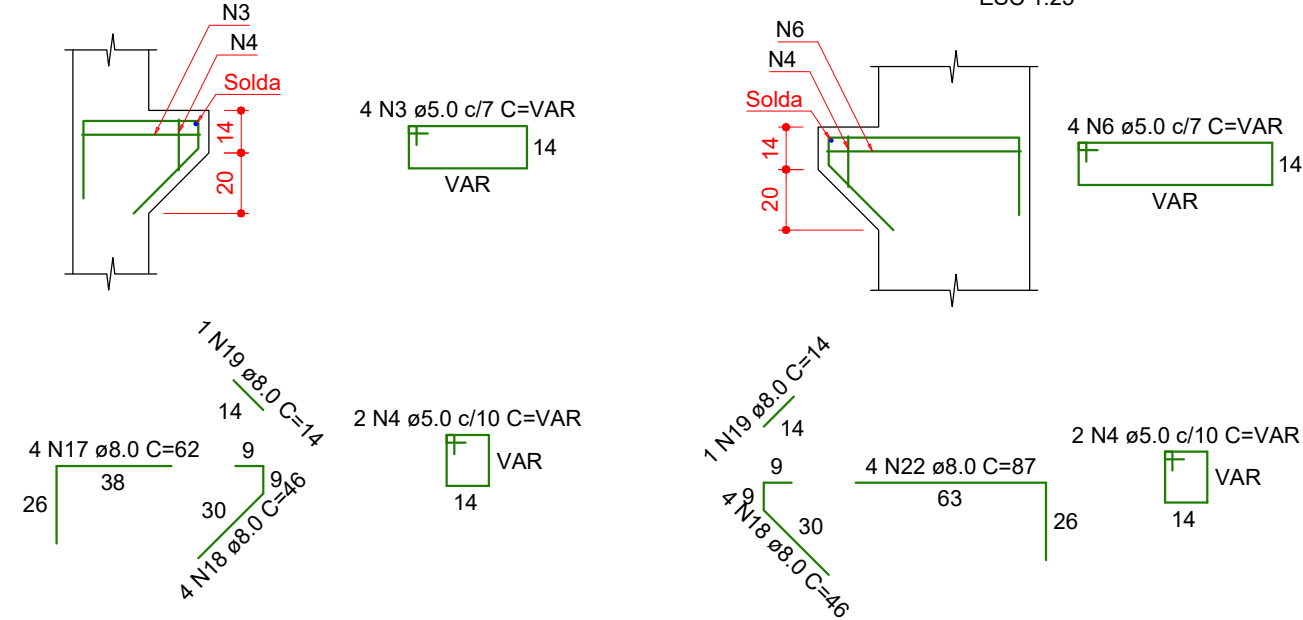 N3
N4
Solda
14
20
4 N3 ø5.0 c/7 C=VAR
14
VAR
N6
N4
Solda
14
20
4 N6 ø5.0 c/7 C=VAR
14
VAR
1 N19 ø8.0 C=14
14
4 N17 ø8.0 C=62
38
26
9
9
30
4 N18 ø8.0 C=46
2 N4 ø5.0 c/10 C=VAR
VAR
14
1 N19 ø8.0 C=14
14
9
9
30
4 N18 ø8.0 C=46
4 N22 ø8.0 C=87
63
26
2 N4 ø5.0 c/10 C=VAR
VAR
14